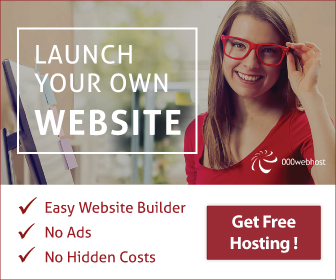 LAUNCH
YOUR OWN
WEBSITE
000webhost
Easy Website Builder
No Ads
No Hidden Costs
Get Free
Hosting !